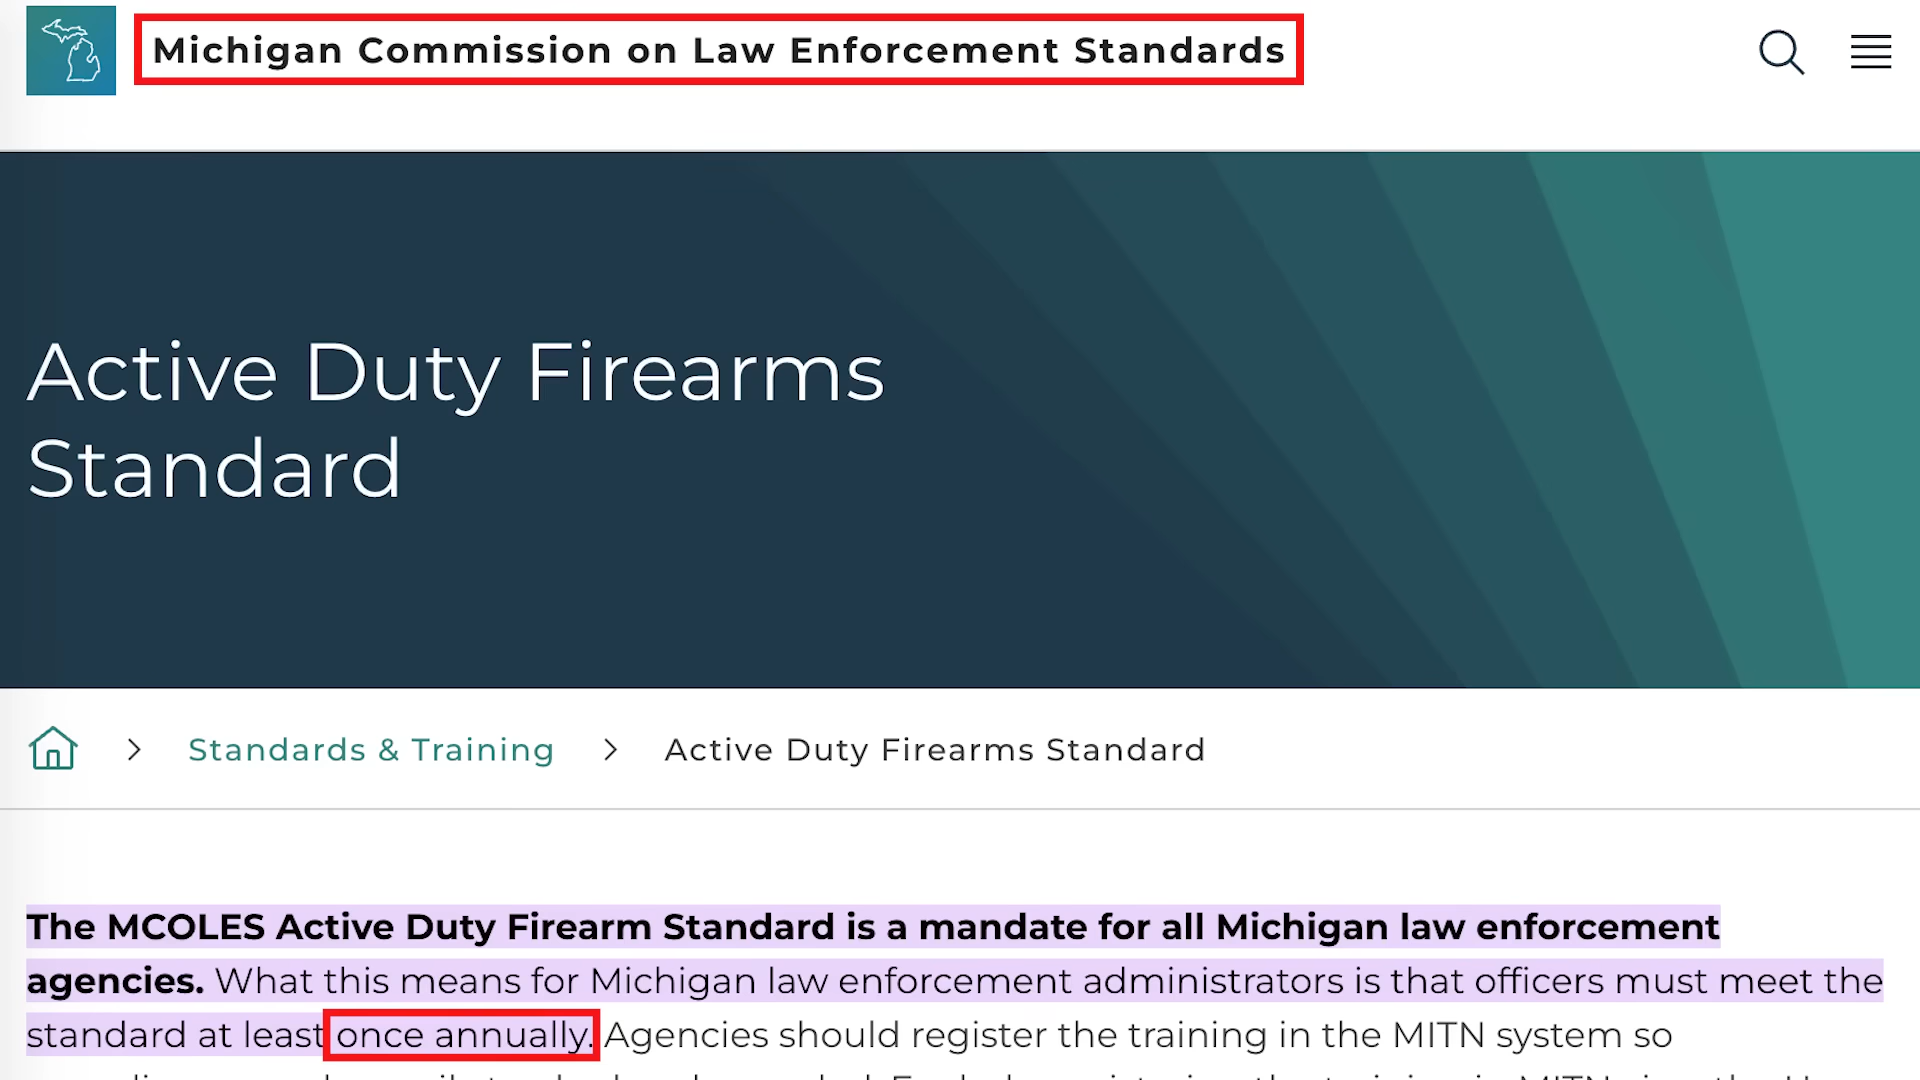 Michigan Commission on Law Enforcement Standards
Active Duty Firearms
Standard
Standards & Training
Active Duty Firearms Standard
The MCOLES Active Duty Firearm Standard is a mandate for all Michigan law enforcement
agencies. What this means for Michigan law enforcement administrators is that officers must meet the
standard at least once annually. Agencies should register the training in the MITN system so